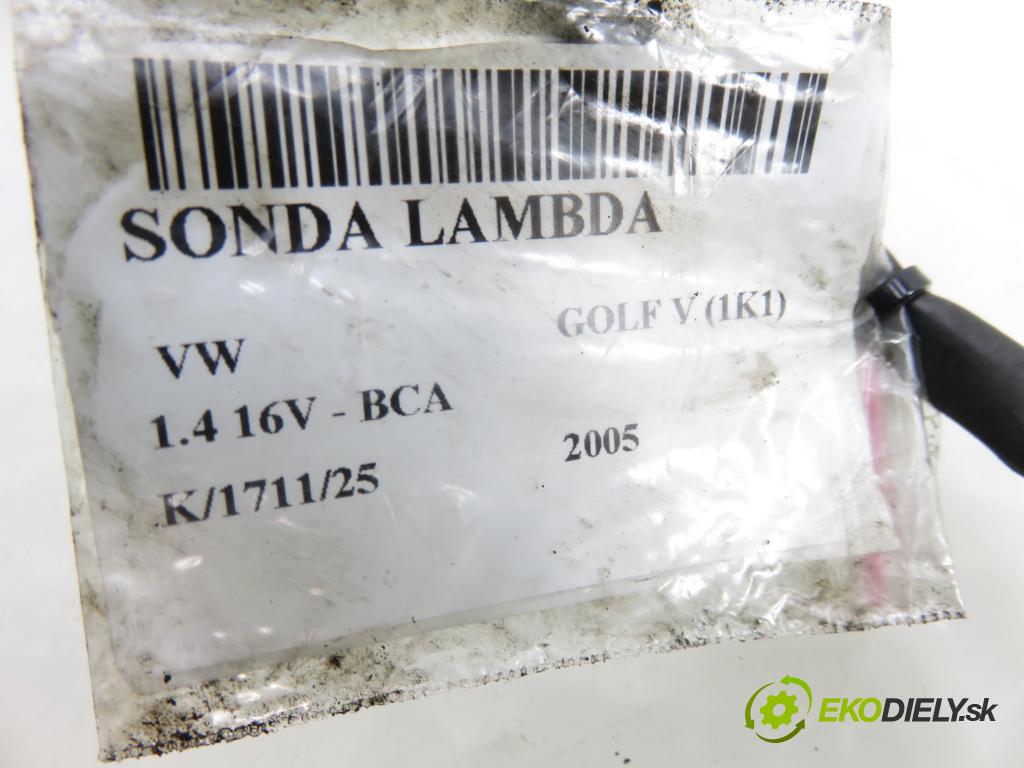 SONDA LAMBDA
VW GOLF V (1K1)
1.4 16V - BCA
K/1711/25 2005
EKODIELY.sk